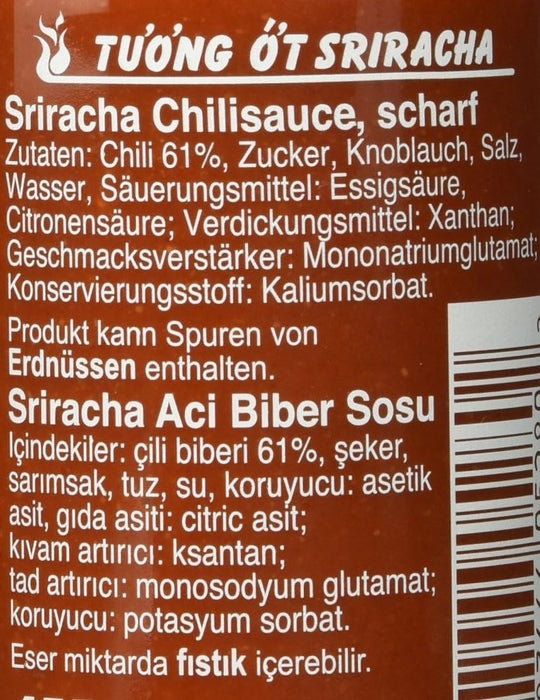 TƯƠNG ỚT SRIRACHA
Sriracha Chilisauce, scharf
Zutaten: Chili 61%, Zucker, Knoblauch, Salz,
Wasser, Säuerungsmittel: Essigsäure,
Citronensäure; Verdickungsmittel: Xanthan;
Geschmacksverstärker: Mononatriumglutamat;
Konservierungsstoff: Kaliumsorbat.
Produkt kann Spuren von
Erdnüssen enthalten.
Sriracha Aci Biber Sosu
Içindekiler: çili biberi 61%, şeker,
sarımsak, tuz, su, koruyucu: asetik
asit, gıda asiti: citric asit;
kıvam artırıcı: ksantan;
tad artırıcı: monosodyum glutamat;
koruyucu: potasyum sorbat.
Eser miktarda fıstık içerebilir.